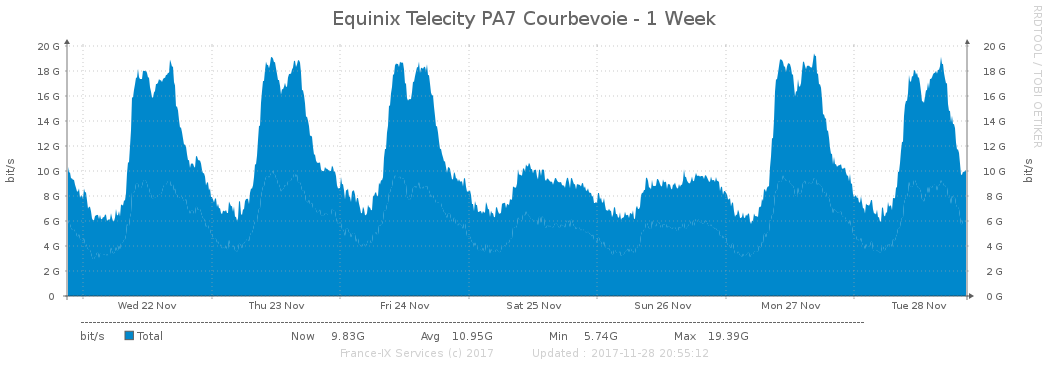 Equinix Telecity PA7 Courbevoie - 1 Week
RRDTOOL / TOBI OETIKER
bit/s
20 G
18 G
16 G
14 G
12 G
10 G
8 G
6 G
4 G
2 G
0
20 G
18 G
16 G
14 G
12 G
10 G
8 G
6 G
4 G
2 G
0 G
bit/s
Wed 22 Nov Thu 23 Nov Fri 24 Nov Sat 25 Nov Sun 26 Nov Mon 27 Nov Tue 28 Nov
bit/s Total Now 9.83G Avg 10.95G Min 5.74G Max 19.39G
France-IX Services (c) 2017 Updated : 2017-11-28 20:55:12